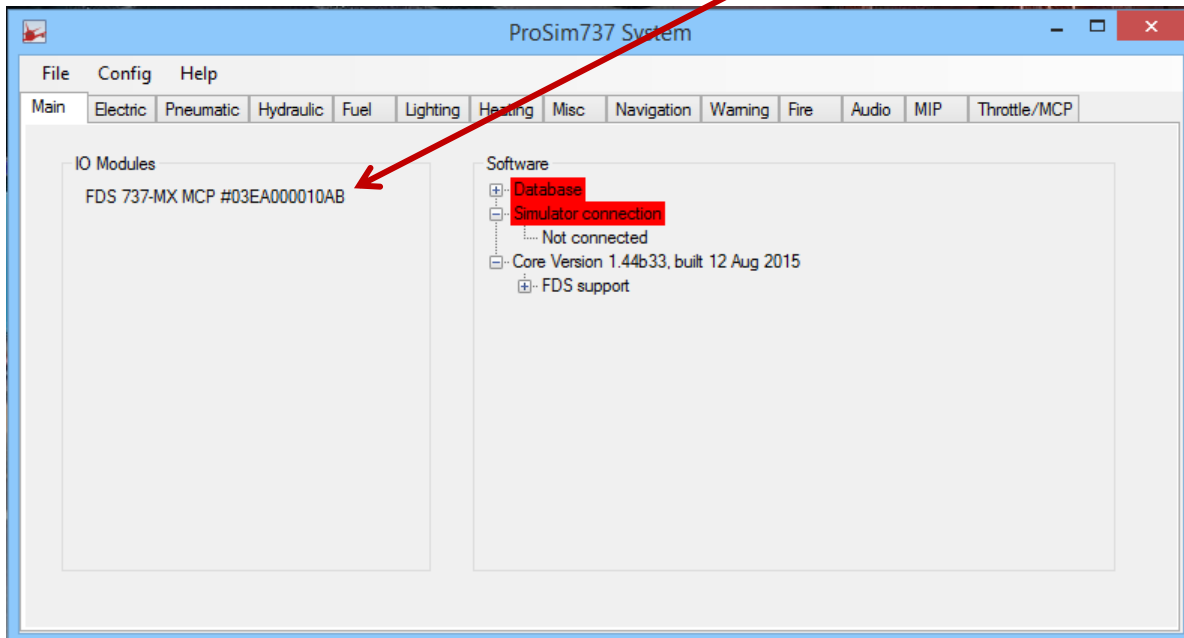 ProSim737 System
File Config Help
Main Electric Pneumatic Hydraulic Fuel Lighting Heating Misc Navigation Warning Fire Audio MIP Throttle/MCP
IO Modules
FDS 737-MX MCP #03EA000010AB
Software
Database
Simulator connection
Not connected
Core Version 1.44b33, built 12 Aug 2015
FDS support